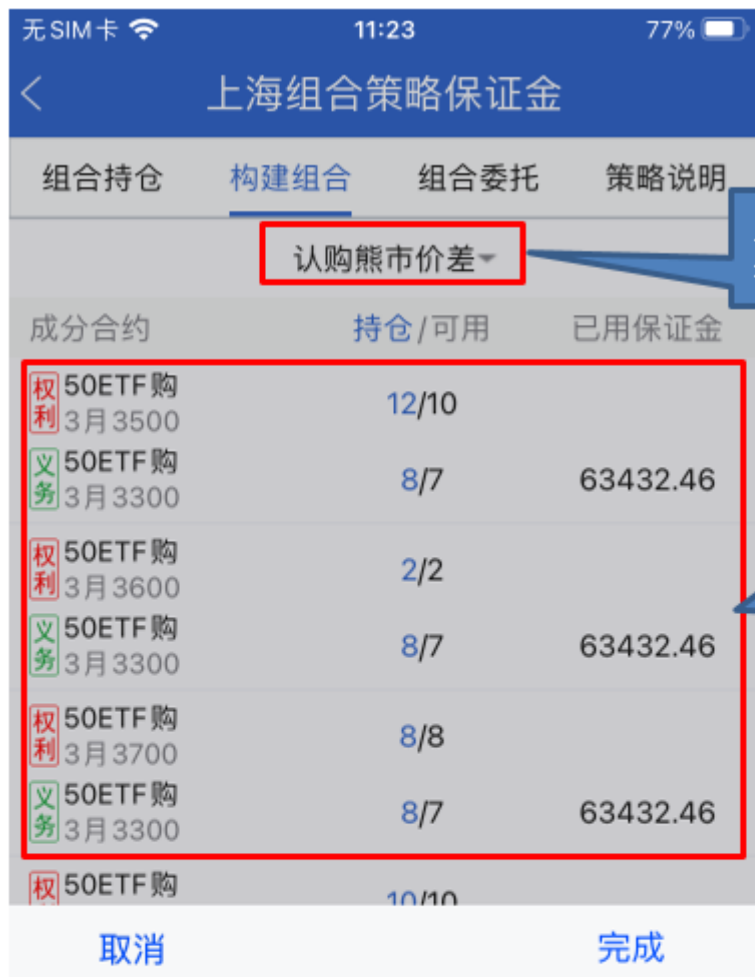 无SIM卡 11:23 77%
上海组合策略保证金
组合持仓 构建组合 组合委托 策略说明
认购熊市价差
成分合约 持仓/可用 已用保证金
权利 50ETF购 12/10
3月3500
义务 50ETF购 8/7 63432.46
3月3300
权利 50ETF购 2/2
3月3600
义务 50ETF购 8/7 63432.46
3月3300
权利 50ETF购 8/8
3月3700
义务 50ETF购 8/7 63432.46
3月3300
权 50ETF购 10/10
取消 完成